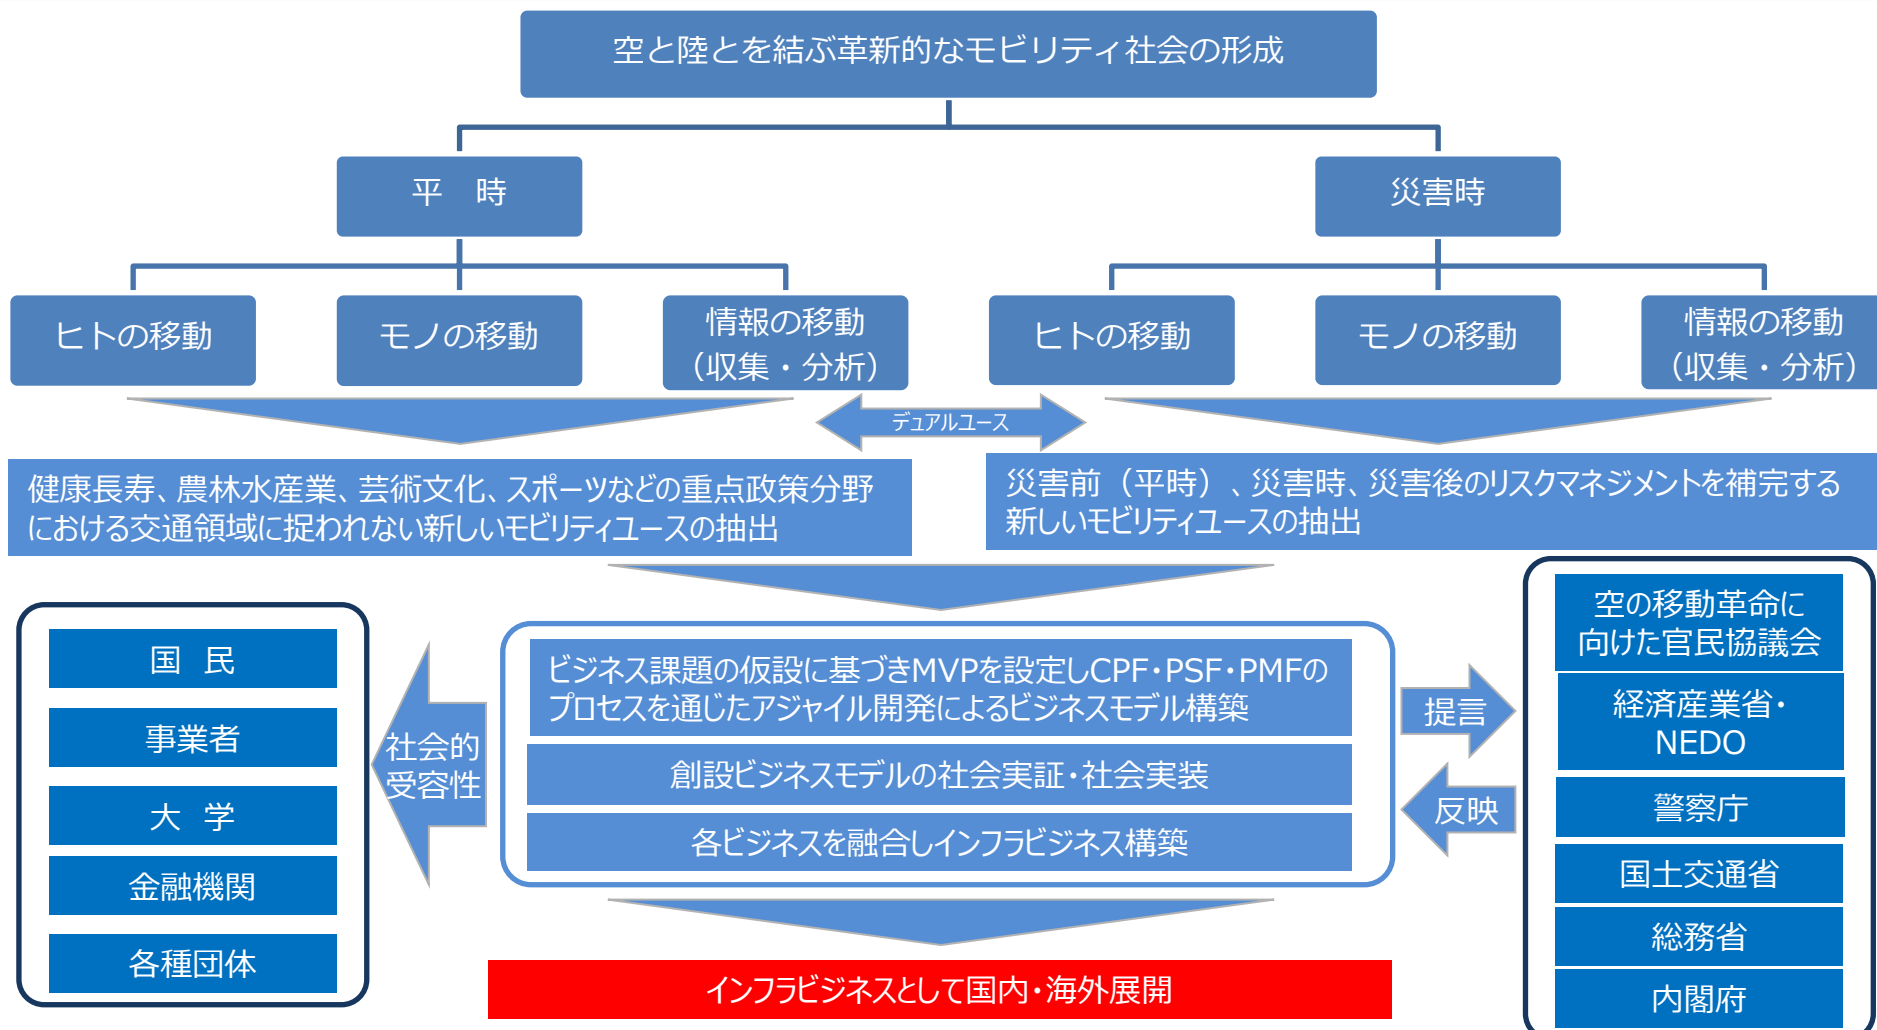 空と陸とを結ぶ革新的なモビリティ社会の形成
平　時
災害時
ヒトの移動
モノの移動
情報の移動
（収集・分析）
ヒトの移動
モノの移動
情報の移動
（収集・分析）
デュアルユース
健康長寿、農林水産業、芸術文化、スポーツなどの重点政策分野
における交通領域に捉われない新しいモビリティユースの抽出
災害前（平時）、災害時、災害後のリスクマネジメントを補完する
新しいモビリティユースの抽出
国　民
事業者
大　学
金融機関
各種団体
社会的
受容性
ビジネス課題の仮設に基づきMVPを設定しCPF・PSF・PMFの
プロセスを通じたアジャイル開発によるビジネスモデル構築
創設ビジネスモデルの社会実証・社会実装
各ビジネスを融合しインフラビジネス構築
提言
反映
空の移動革命に
向けた官民協議会
経済産業省・
NEDO
警察庁
国土交通省
総務省
内閣府
インフラビジネスとして国内・海外展開